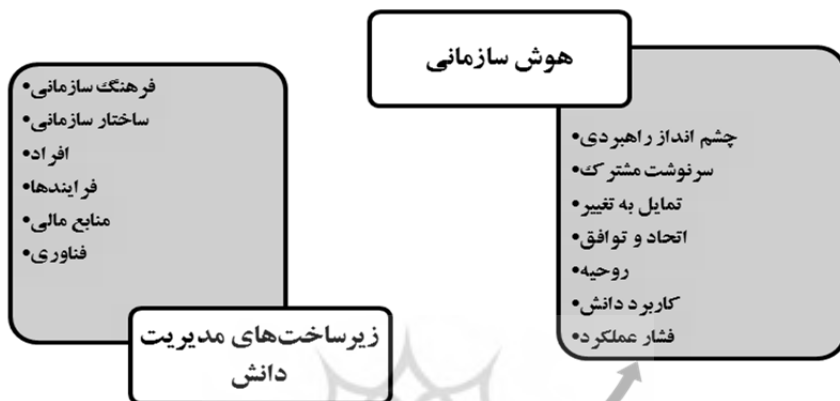 هوش سازمانی
•چشم انداز راهبردی
•سرنوشت مشترک
•تمایل به تغییر
•اتحاد و توافق
•روحیه
•کاربرد دانش
•فشار عملکرد
•فرهنگ سازمانی
•ساختار سازمانی
•افراد
•فرایندها
•منابع مالی
•فناوری
زیرساخت‌های مدیریت
دانش